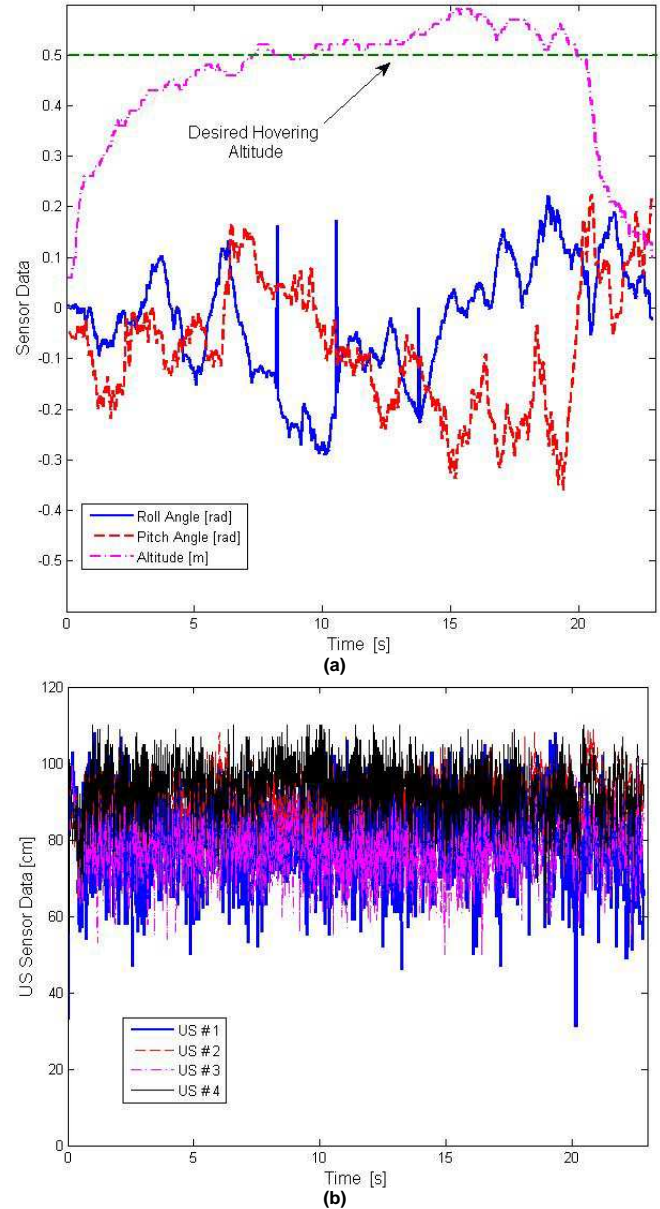 0.5
0.4
0.3
0.2
0.1
0
-0.1
-0.2
-0.3
-0.4
-0.5
Sensor Data
Desired Hovering
Altitude
Roll Angle [rad]
Pitch Angle [rad]
Altitude [m]
0 5 10 15 20
Time [s]
(a)
120
100
80
60
40
20
0
US Sensor Data [cm]
US #1
US #2
US #3
US #4
0 5 10 15 20
Time [s]
(b)